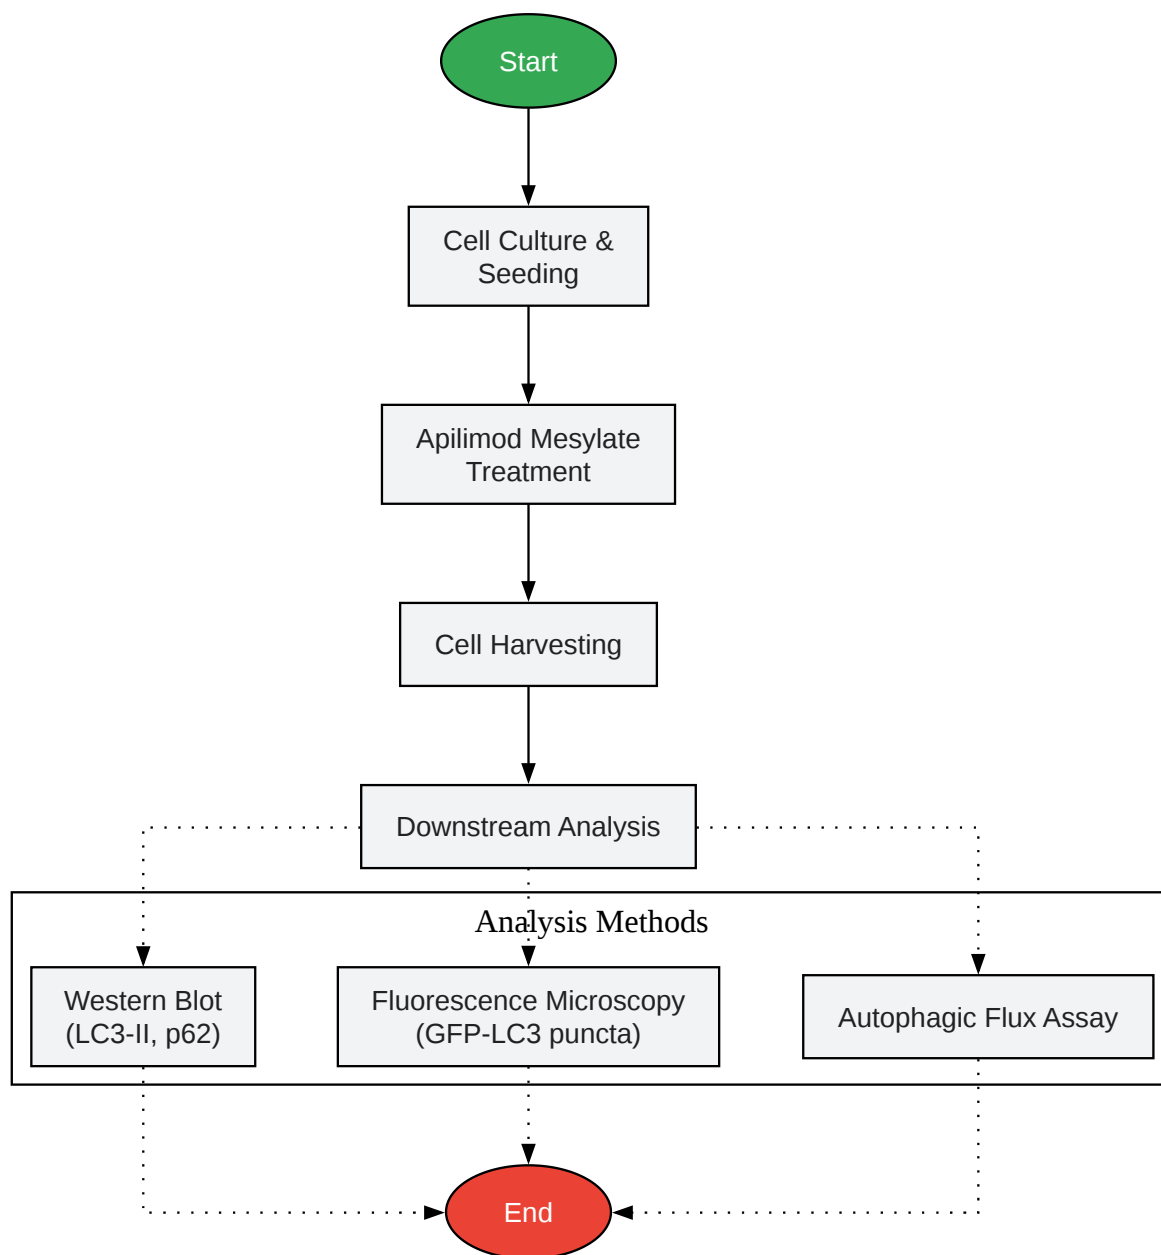 Start
Cell Culture &
Seeding
Apilimod Mesylate
Treatment
Cell Harvesting
Downstream Analysis
Analysis Methods
Western Blot
(LC3-II, p62)
Fluorescence Microscopy
(GFP-LC3 puncta)
Autophagic Flux Assay
End